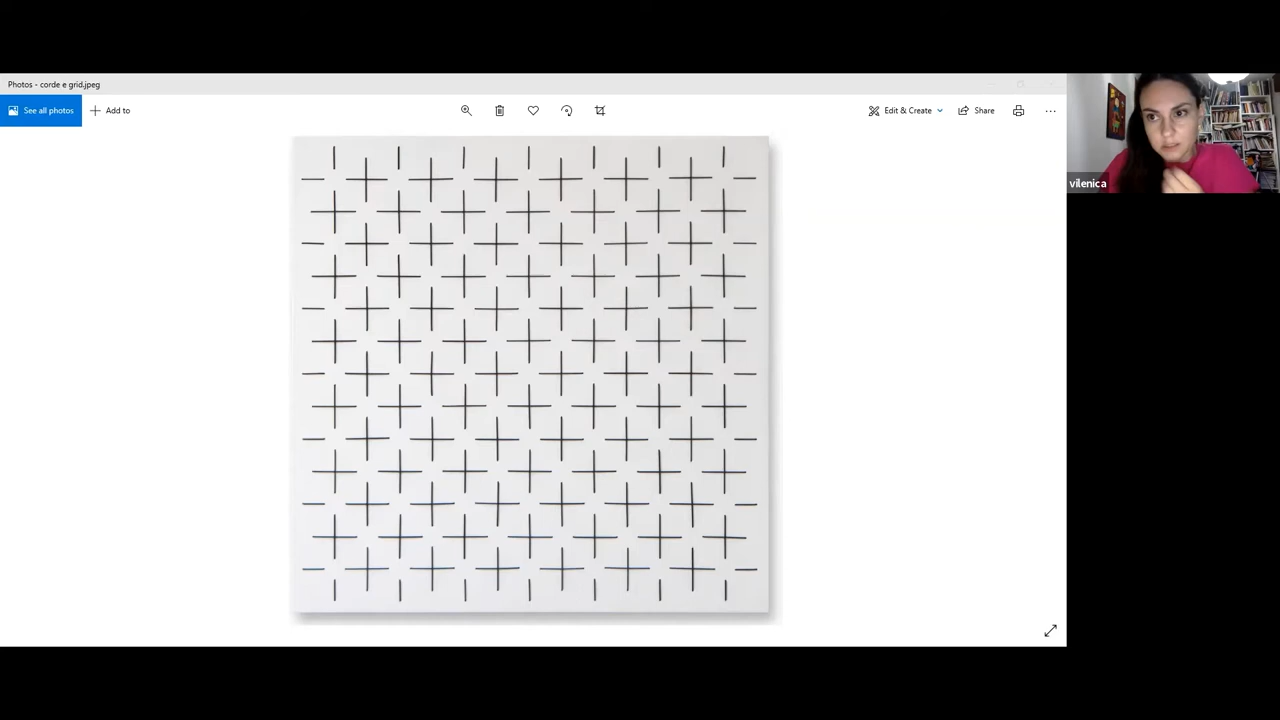 Photos - corde e grid.jpeg
See all photos
Add to
Edit & Create
Share
vilenica